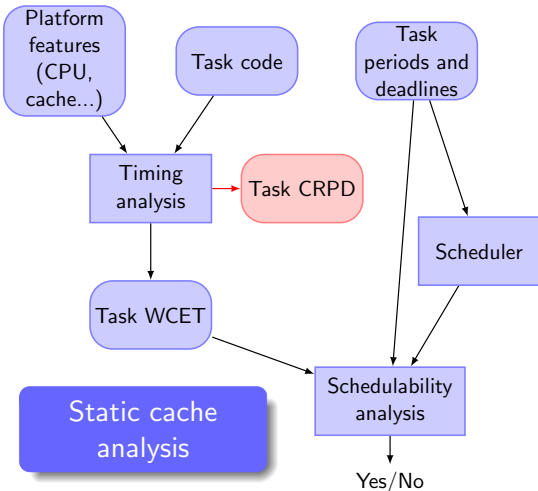 Platform
features
(CPU,
cache...)
Task code
Task
periods and
deadlines
Timing
analysis
Task CRPD
Scheduler
Task WCET
Schedulability
analysis
Static cache
analysis
Yes/No